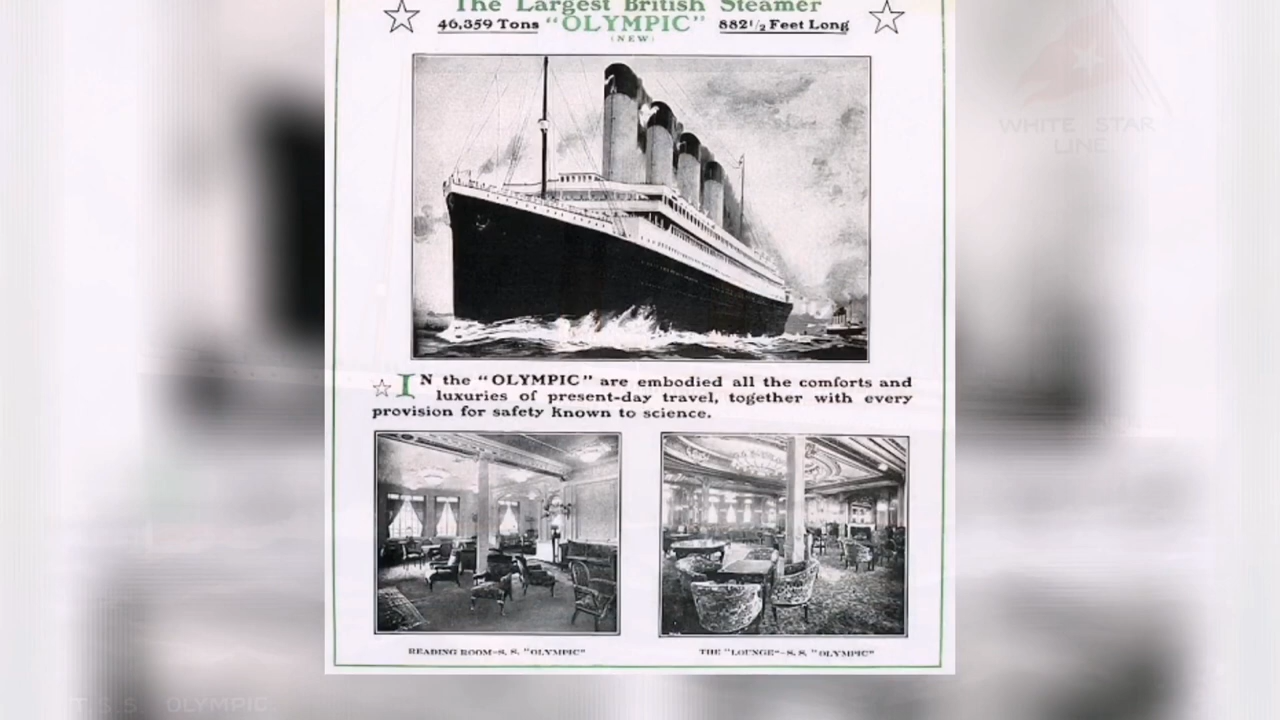 The Largest British Steamer
46,359 Tons "OLYMPIC" 882½ Feet Long
(NEW)
WHITE STAR
LINE
IN the "OLYMPIC" are embodied all the comforts and
luxuries of present-day travel, together with every
provision for safety known to science.
READING ROOM–S. S. "OLYMPIC"
THE "LOUNGE"–S. S. "OLYMPIC"
T S S OLYMPIC